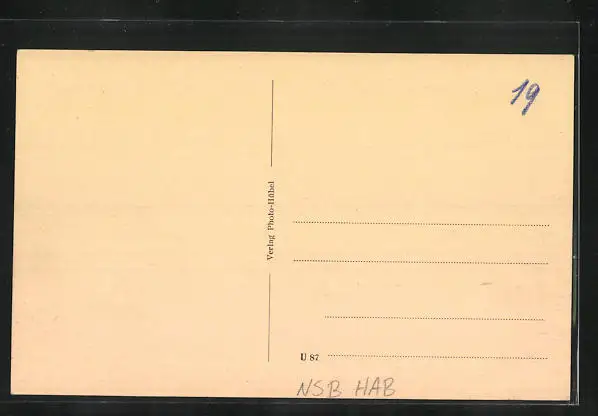 19
Verlag Photo-Hübel
U 87
NSB HAB